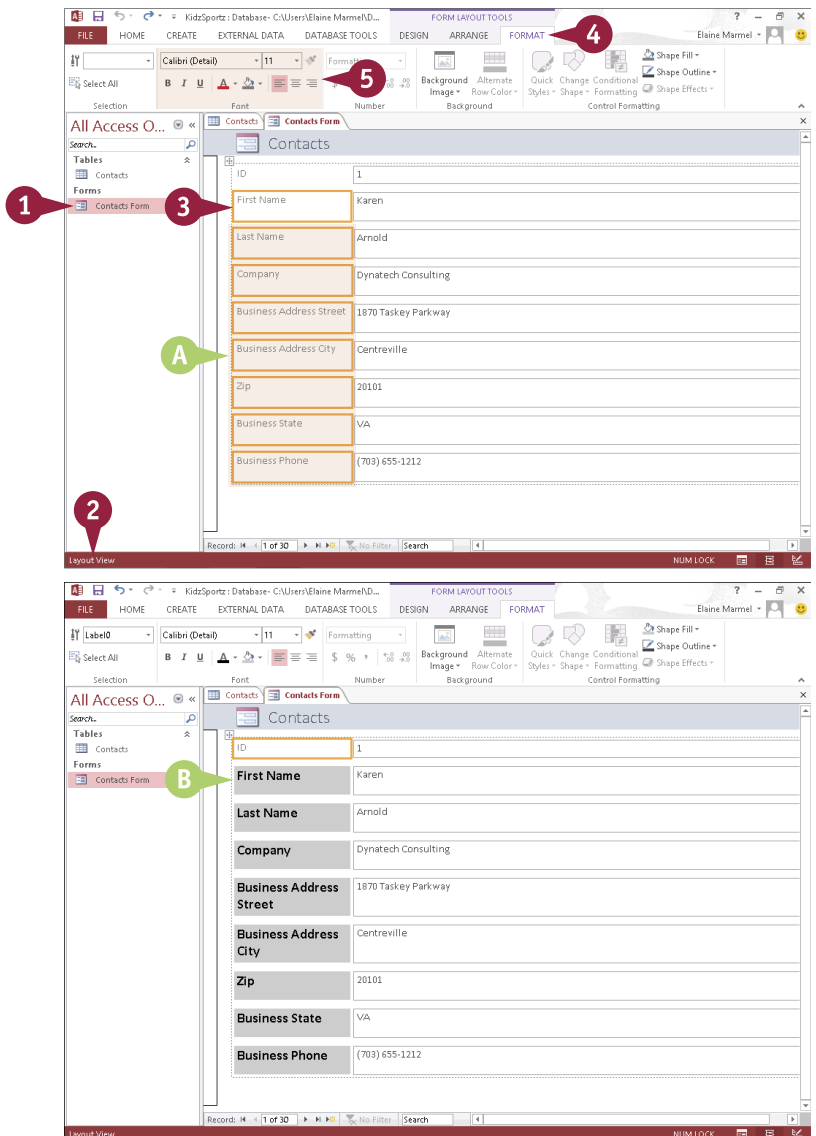 KidzSportz : Database- C:\Users\Elaine Marmel\D...
FORM LAYOUT TOOLS
?
FILE HOME CREATE EXTERNAL DATA DATABASE TOOLS DESIGN ARRANGE FORMAT
Elaine Marmel
4
Calibri (Detail) 11
Shape Fill
Select All
B I U A
5
$
Background Image
Alternate Row Color
Quick Styles
Change Shape
Conditional Formatting
Shape Outline
Shape Effects
Selection Font Number Background Control Formatting
All Access O... «
Contacts Contacts Form
Search...
Contacts
Tables
Contacts
Forms
1
Contacts Form
3
ID 1
First Name Karen
Last Name Arnold
Company Dynatech Consulting
Business Address Street 1870 Taskey Parkway
A
Business Address City Centreville
Zip 20101
Business State VA
Business Phone (703) 655-1212
2
Record: 1 of 30 No Filter Search
Layout View NUM LOCK
KidzSportz : Database- C:\Users\Elaine Marmel\D...
FORM LAYOUT TOOLS
?
FILE HOME CREATE EXTERNAL DATA DATABASE TOOLS DESIGN ARRANGE FORMAT
Elaine Marmel
Label0
Calibri (Detail) 11
Formatting
Shape Fill
Select All
B I U A
$ % ,
Background Image
Alternate Row Color
Quick Styles
Change Shape
Conditional Formatting
Shape Outline
Shape Effects
Selection Font Number Background Control Formatting
All Access O... «
Contacts Contacts Form
Search...
Contacts
Tables
Contacts
Forms
Contacts Form
B
ID 1
First Name Karen
Last Name Arnold
Company Dynatech Consulting
Business Address 1870 Taskey Parkway
Street
Business Address Centreville
City
Zip 20101
Business State VA
Business Phone (703) 655-1212
Record: 1 of 30 No Filter Search
Layout View NUM LOCK